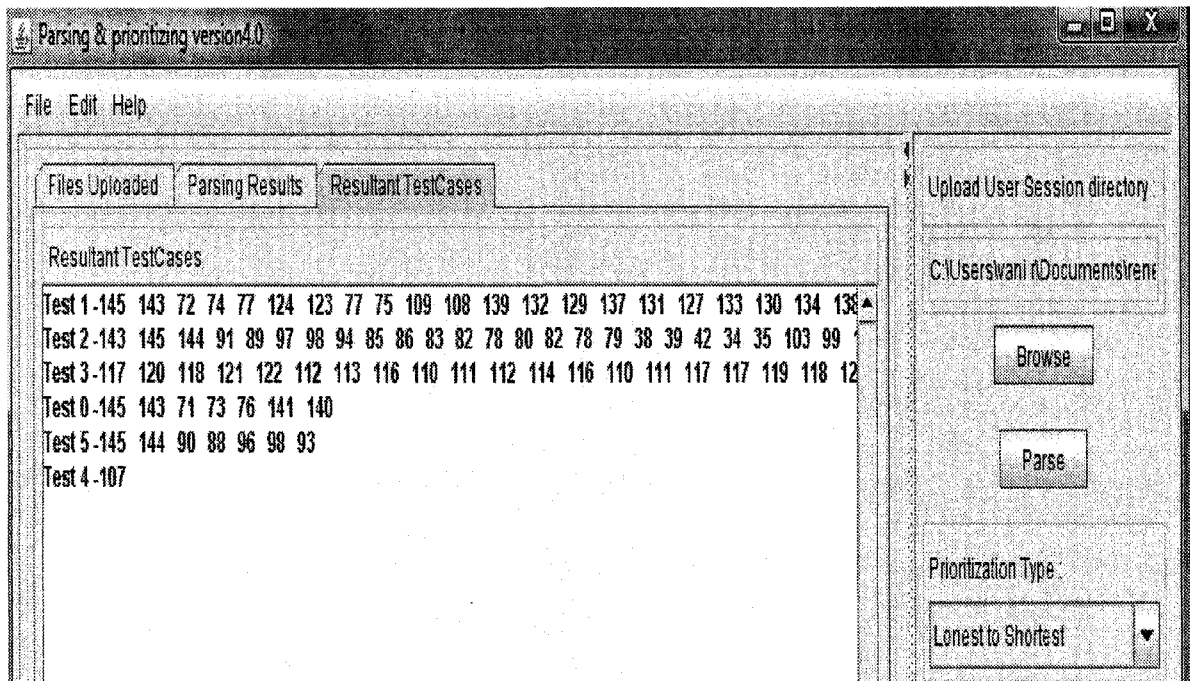 Parsing & prioritizing version4.0
File Edit Help
Files Uploaded Parsing Results Resultant TestCases
Resultant TestCases
Test 1 -145 143 72 74 77 124 123 77 75 109 108 139 132 129 137 131 127 133 130 134 138
Test 2 -143 145 144 91 89 97 98 94 85 86 83 82 78 80 82 78 79 38 39 42 34 35 103 99
Test 3 -117 120 118 121 122 112 113 116 110 111 112 114 116 110 111 117 117 119 118 12
Test 0 -145 143 71 73 76 141 140
Test 5 -145 144 90 88 96 98 93
Test 4 -107
Upload User Session directory :
C:\Users\vani r\Documents\rene
Browse
Parse
Prioritization Type :
Lonest to Shortest